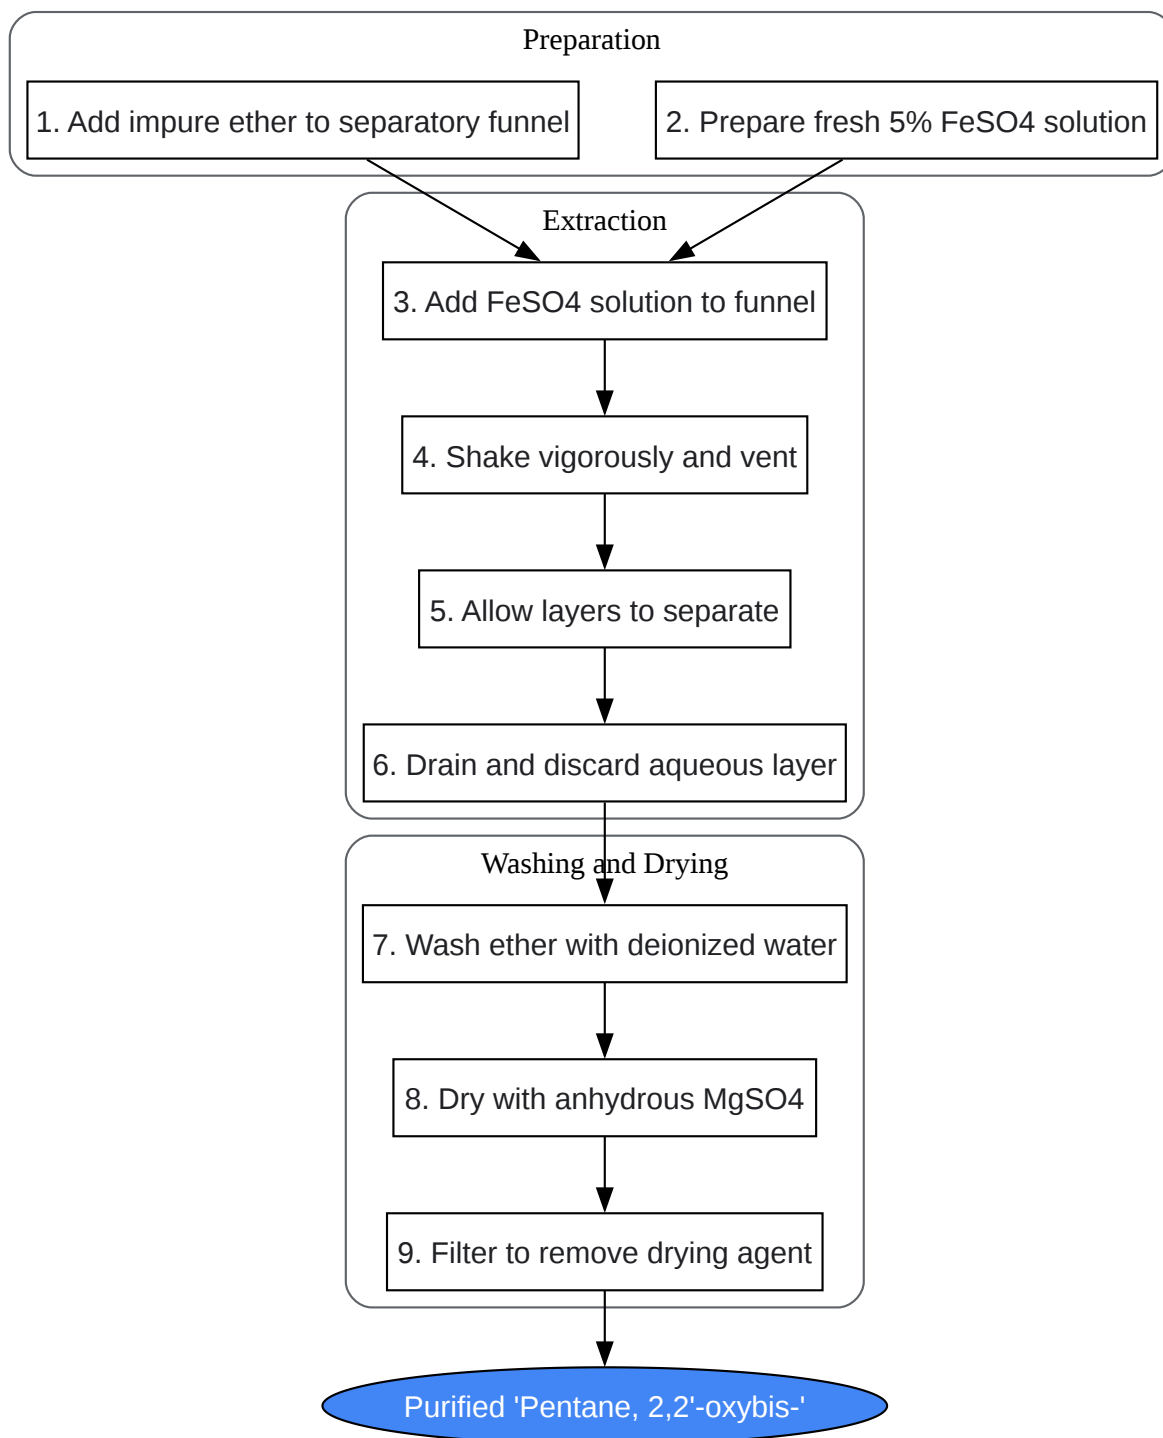 Preparation
1. Add impure ether to separatory funnel
2. Prepare fresh 5% FeSO4 solution
Extraction
3. Add FeSO4 solution to funnel
4. Shake vigorously and vent
5. Allow layers to separate
6. Drain and discard aqueous layer
Washing and Drying
7. Wash ether with deionized water
8. Dry with anhydrous MgSO4
9. Filter to remove drying agent
Purified 'Pentane, 2,2'-oxybis-'